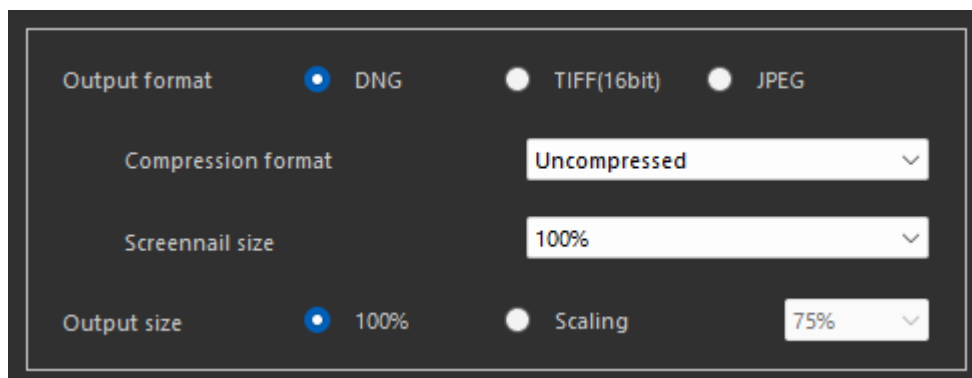 Output format DNG TIFF(16bit) JPEG
Compression format Uncompressed
Screennail size 100%
Output size 100% Scaling 75%